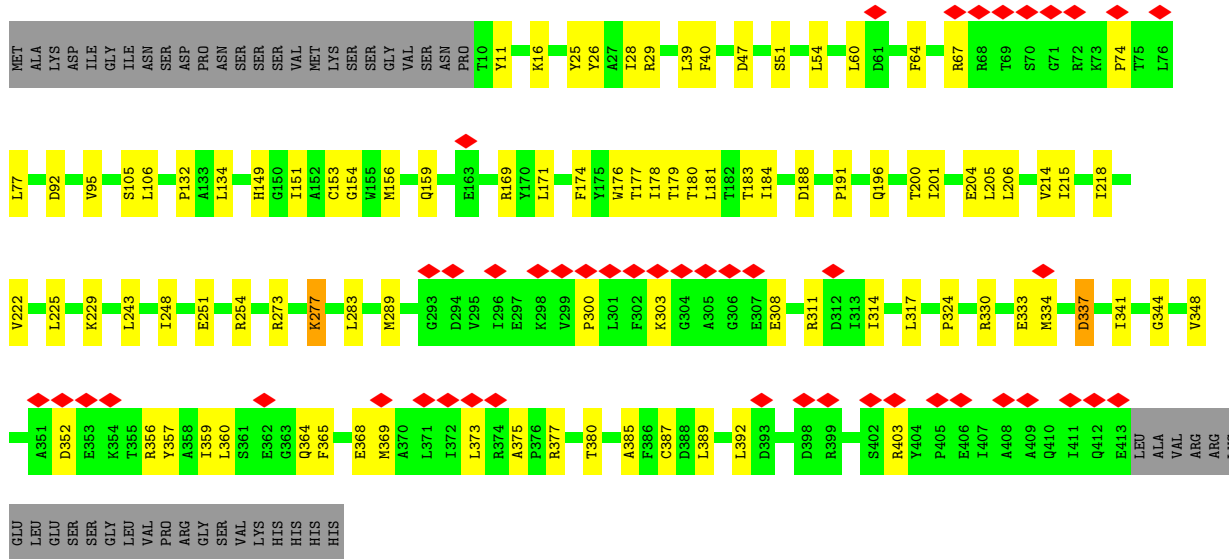 MET ALA LYS ASP ILE GLY ILE ASN SER ASP PRO ASN SER SER SER VAL MET LYS SER SER GLY VAL SER ASN PRO T10 Y11 K16 Y25 Y26 A27 I28 R29 L39 F40 D47 S51 L54 L60 D61 F64 R67 R68 T69 S70 G71 R72 K73 P74 T75 L76
L77 D92 V95 S105 L106 P132 A133 L134 H149 G150 I151 A152 C153 G154 W155 M156 Q159 E163 R169 Y170 L171 F174 Y175 W176 T177 I178 T179 T180 L181 T182 T183 I184 D188 P191 Q196 T200 I201 E204 L205 L206 V214 I215 I218
V222 L225 K229 L243 I248 E251 R254 R273 K277 L283 M289 G293 D294 V295 I296 E297 K298 V299 P300 L301 F302 K303 G304 A305 G306 E307 E308 R311 D312 I313 I314 L317 P324 R330 E333 M334 D337 I341 G344 V348
A351 D352 E353 K354 T355 R356 Y357 A358 I359 L360 S361 E362 G363 Q364 F365 E368 M369 A370 L371 I372 L373 R374 A375 P376 R377 T380 A385 F386 C387 D388 L389 L392 D393 D398 R399 S402 R403 Y404 P405 E406 I407 A408 A409 Q410 I411 Q412 E413 LEU ALA VAL ARG ARG
GLU LEU GLU SER SER GLY LEU VAL PRO ARG GLY SER VAL LYS HIS HIS HIS HIS